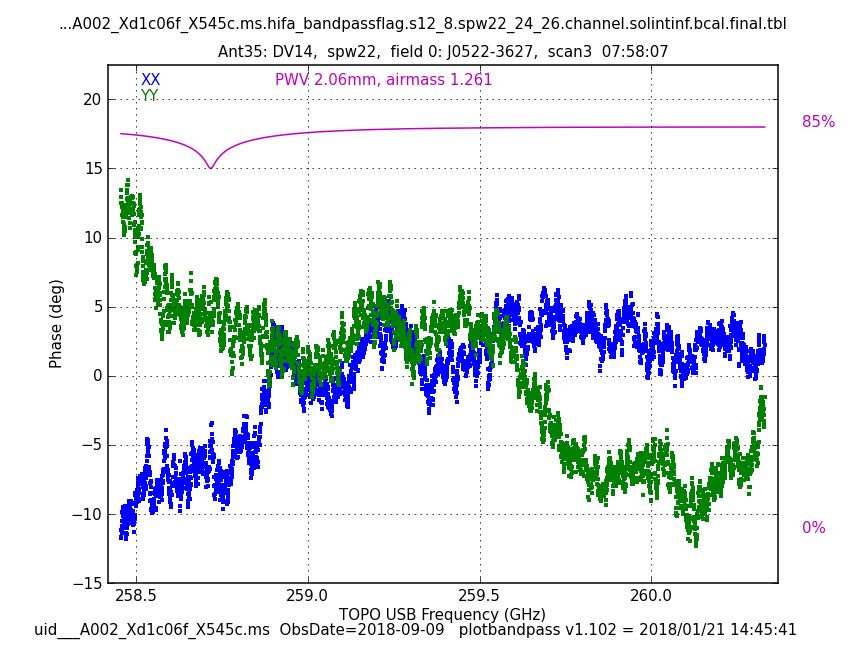 ...A002_Xd1c06f_X545c.ms.hifa_bandpassflag.s12_8.spw22_24_26.channel.solintinf.bcal.final.tbl
Ant35: DV14, spw22, field 0: J0522-3627, scan3 07:58:07
XX
PWV 2.06mm, airmass 1.261
YY
20
85%
15
10
5
0
−5
−10
0%
−15
Phase (deg)
258.5 259.0 259.5 260.0
TOPO USB Frequency (GHz)
uid___A002_Xd1c06f_X545c.ms ObsDate=2018-09-09 plotbandpass v1.102 = 2018/01/21 14:45:41